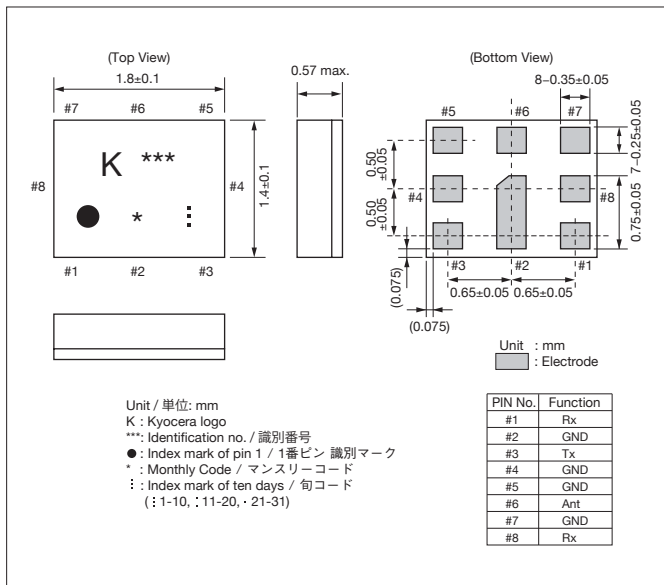 (Top View)
1.8±0.1
#7 #6 #5
K ***
#8
#4
1.4±0.1
*
#1 #2 #3
0.57 max.
(Bottom View)
8–0.35±0.05
#5 #6 #7
7–0.25±0.05
0.50
±0.05
#4
#8
0.75±0.05
0.50
±0.05
#3 #2 #1
(0.075)
0.65±0.05 0.65±0.05
(0.075)
Unit : mm
: Electrode
Unit / 単位: mm
K : Kyocera logo
***: Identification no. / 識別番号
● : Index mark of pin 1 / 1番ピン 識別マーク
* : Monthly Code / マンスリーコード
⋮ : Index mark of ten days / 旬コード
(⋮1-10, :11-20, ・21-31)
PIN No. Function
#1 Rx
#2 GND
#3 Tx
#4 GND
#5 GND
#6 Ant
#7 GND
#8 Rx